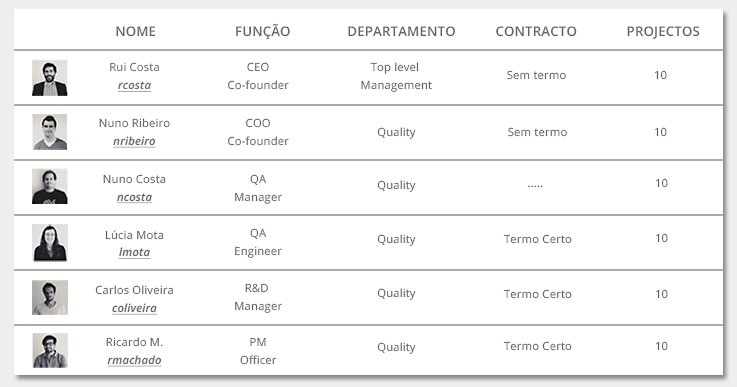 NOME FUNÇÃO DEPARTAMENTO CONTRACTO PROJECTOS
Rui Costa CEO Top level
rcosta Co-founder Management Sem termo 10
Nuno Ribeiro COO
nribeiro Co-founder Quality Sem termo 10
Nuno Costa QA
ncosta Manager Quality ..... 10
Lúcia Mota QA
lmota Engineer Quality Termo Certo 10
Carlos Oliveira R&D
coliveira Manager Quality Termo Certo 10
Ricardo M. PM
rmachado Officer Quality Termo Certo 10